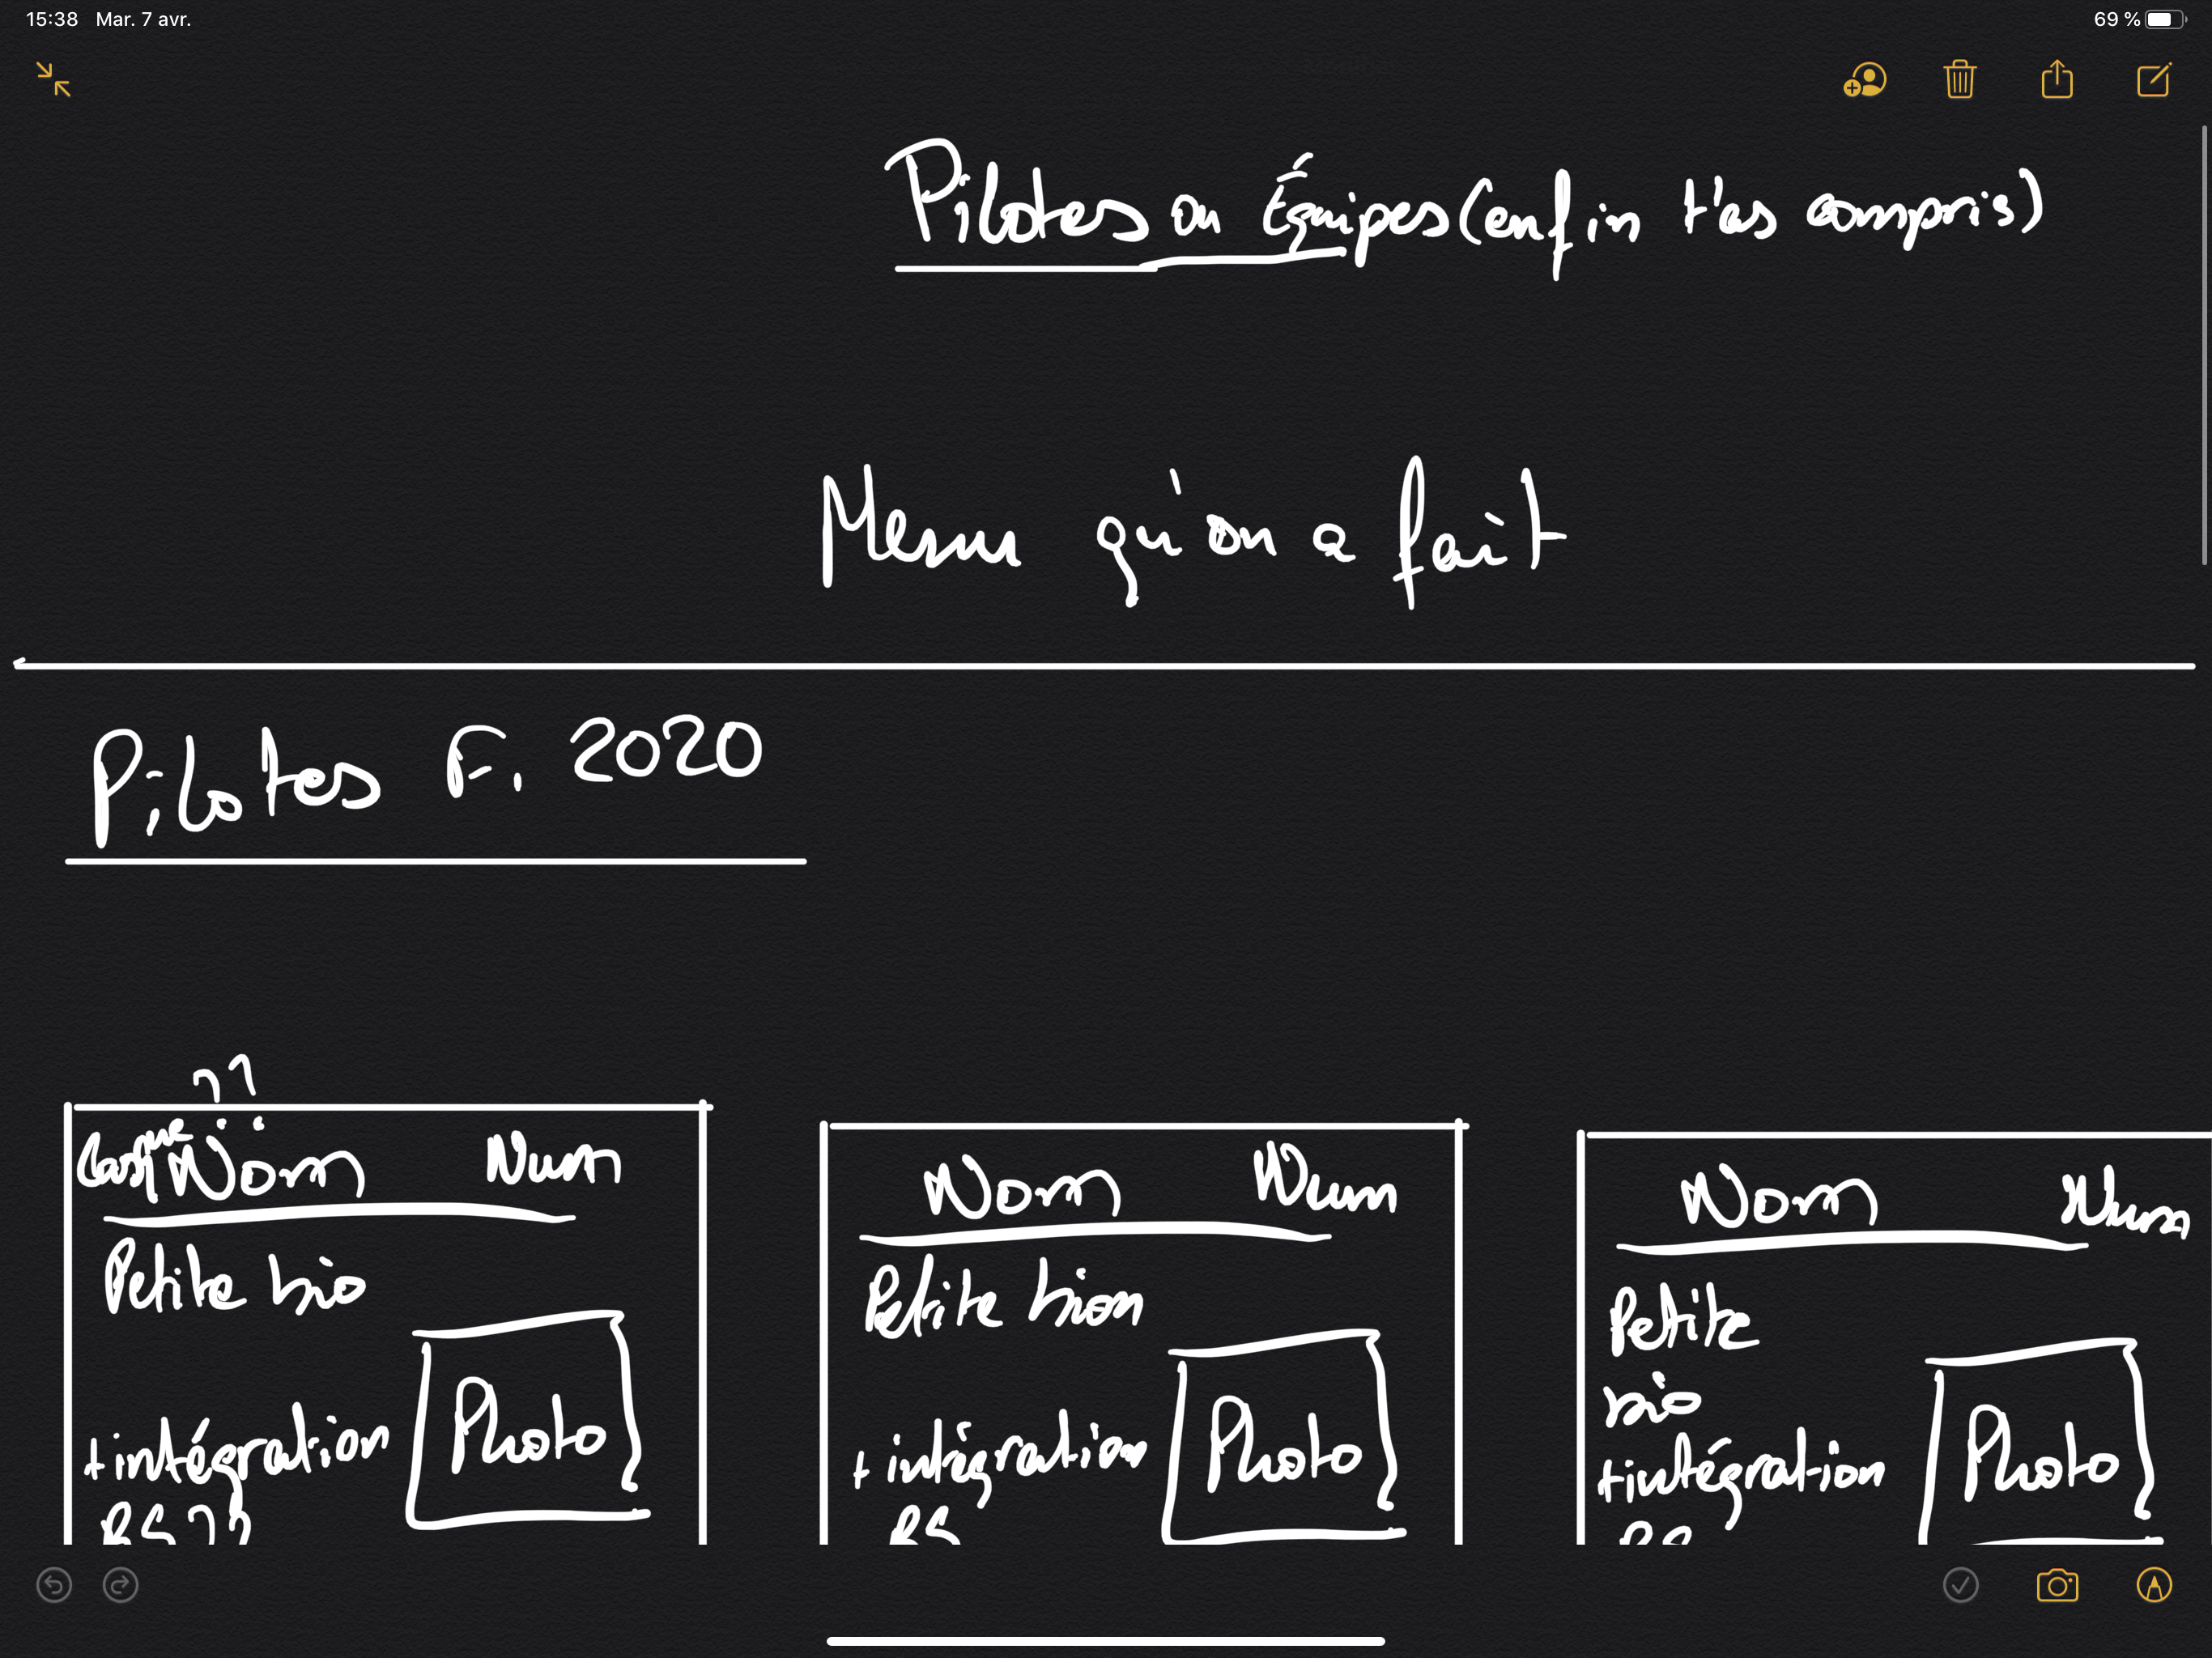 15:38 Mar. 7 avr.
69 %
Pilotes ou Équipes (enfin t'as compris)
Menu qu'on a fait
Pilotes F1 2020
??
Casque Nom Num
Petite bio
+ intégration
RS ??
Photo
Nom Num
Petite bion
+ intégration
RS
Photo
Nom Num
Petite
bio
+ intégration
RS
Photo